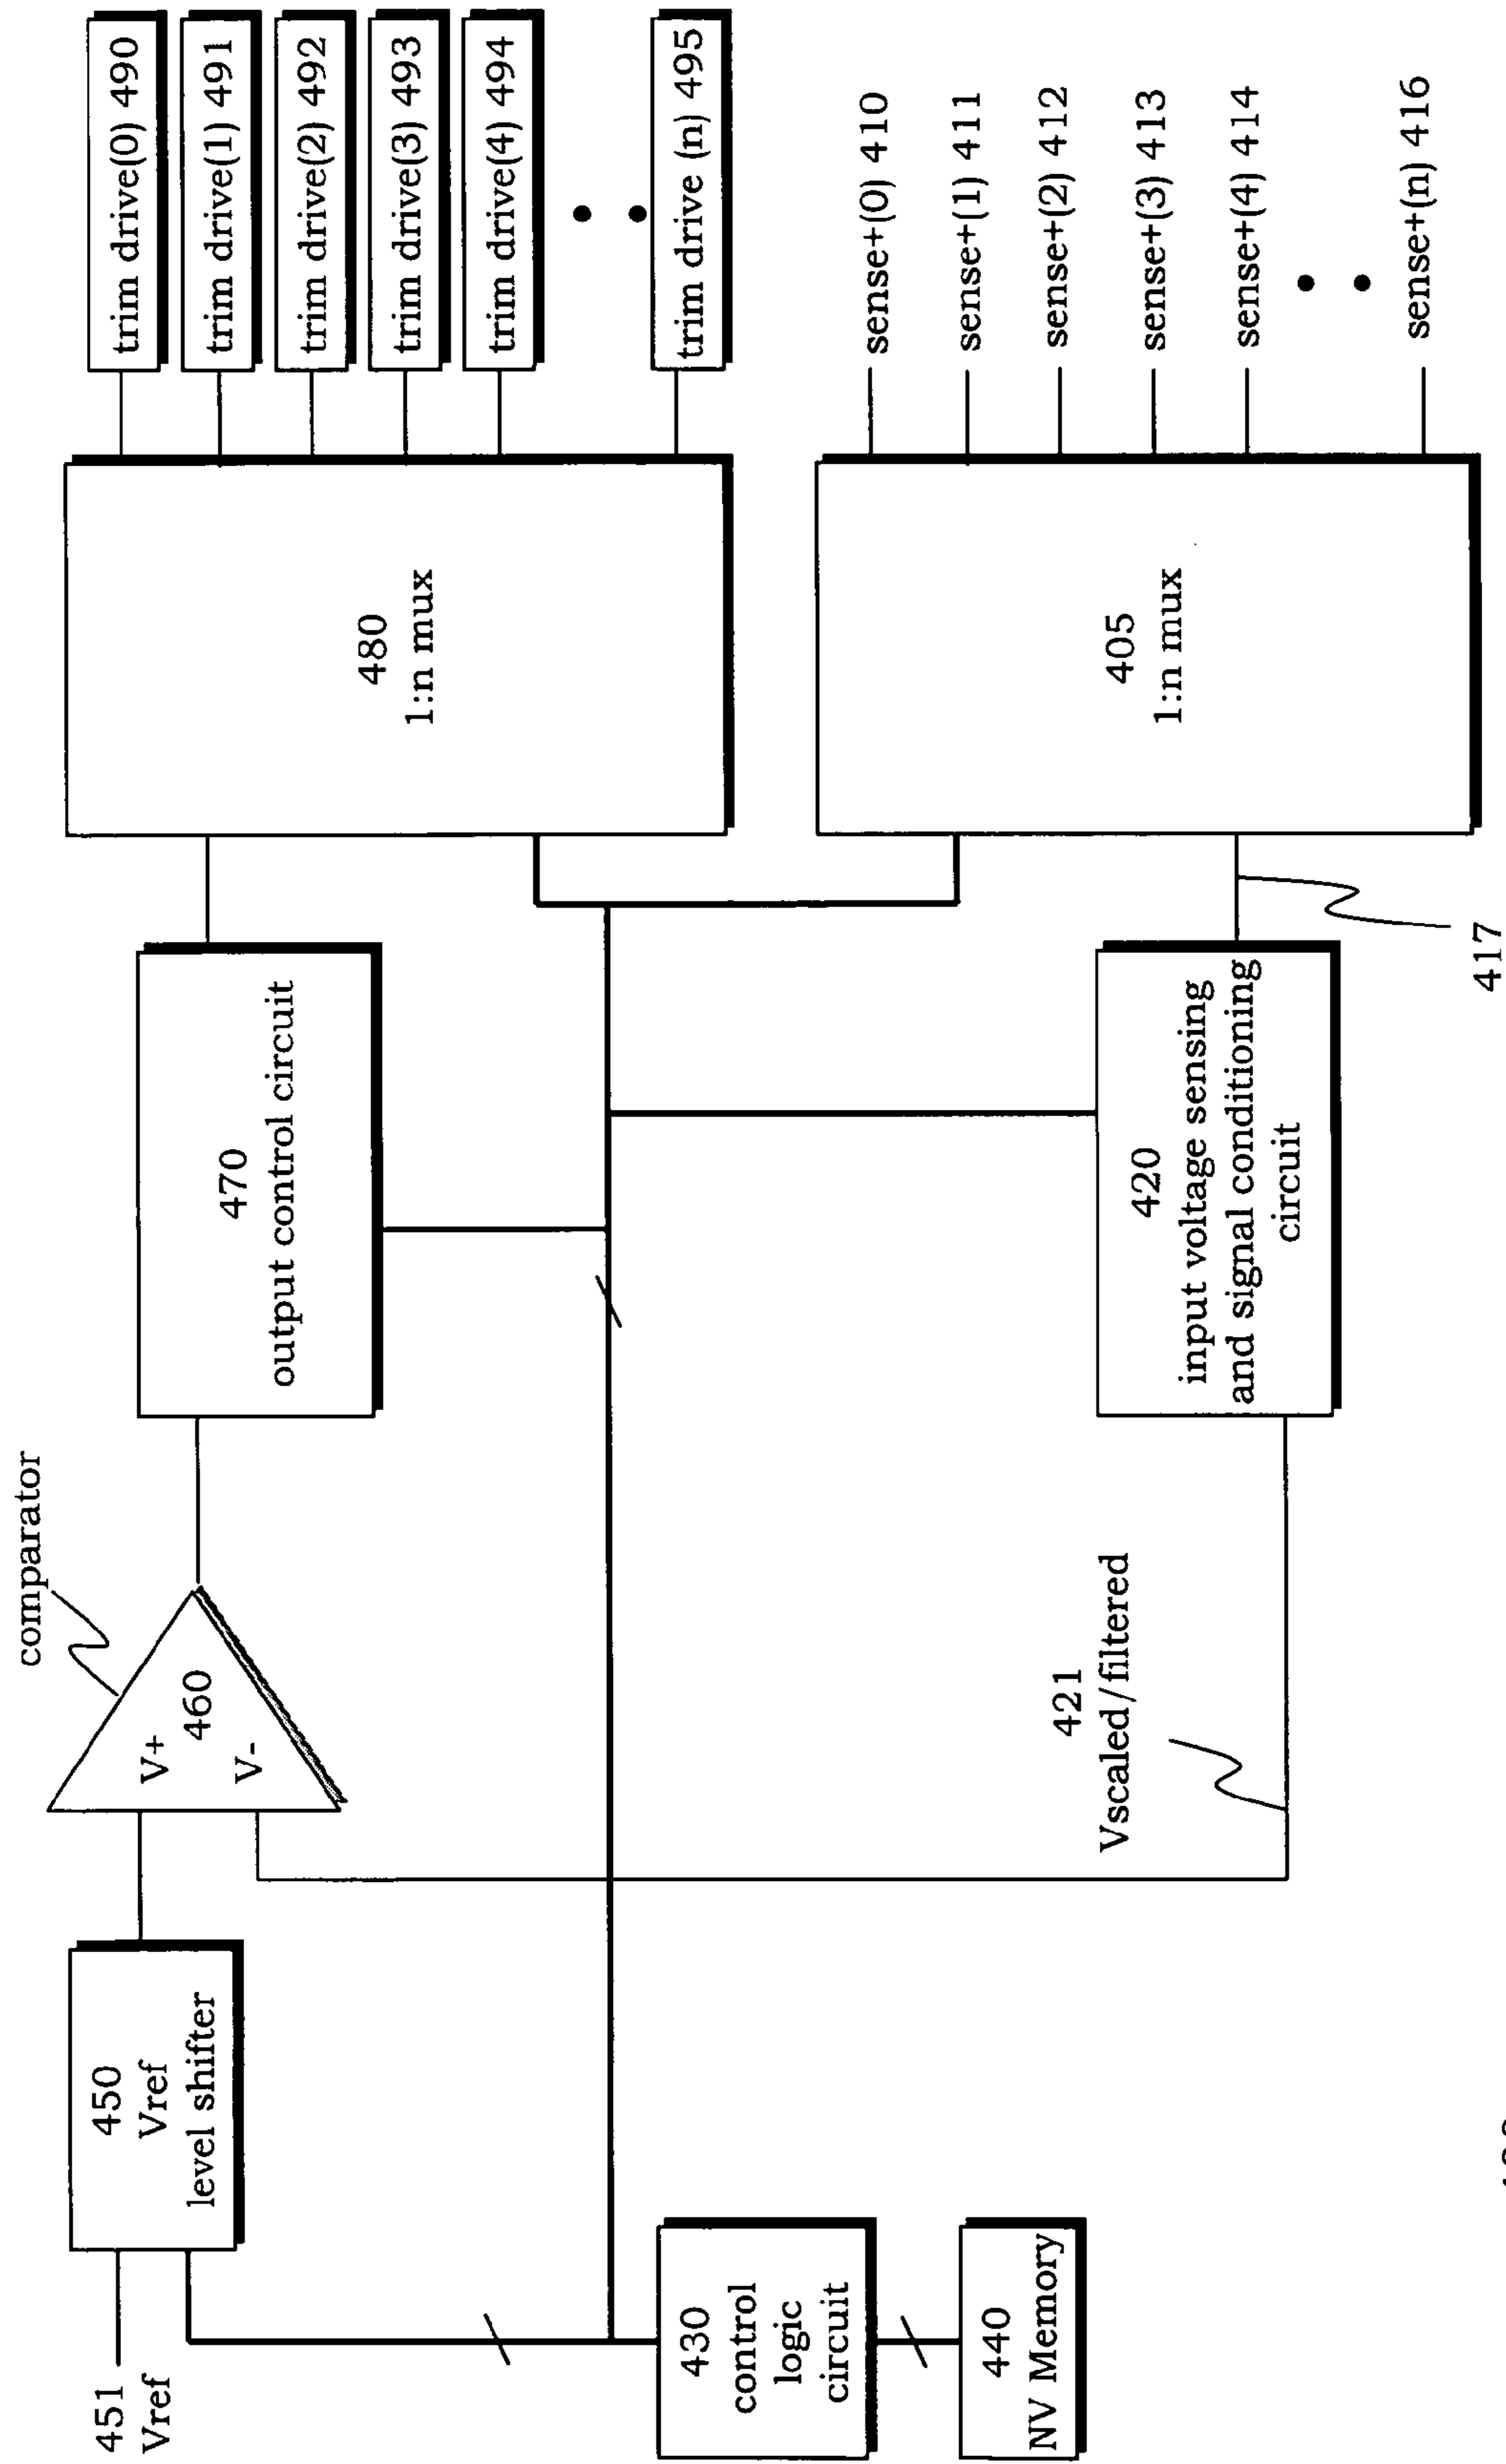 comparator
451
Vref
450
Vref
level shifter
V+
460
V-
470
output control circuit
480
1:n mux
trim drive(0) 490
trim drive(1) 491
trim drive(2) 492
trim drive(3) 493
trim drive(4) 494
trim drive (n) 495
430
control
logic
circuit
440
NV Memory
421
Vscaled/filtered
420
input voltage sensing
and signal conditioning
circuit
417
405
1:n mux
sense+(0) 410
sense+(1) 411
sense+(2) 412
sense+(3) 413
sense+(4) 414
sense+(n) 416